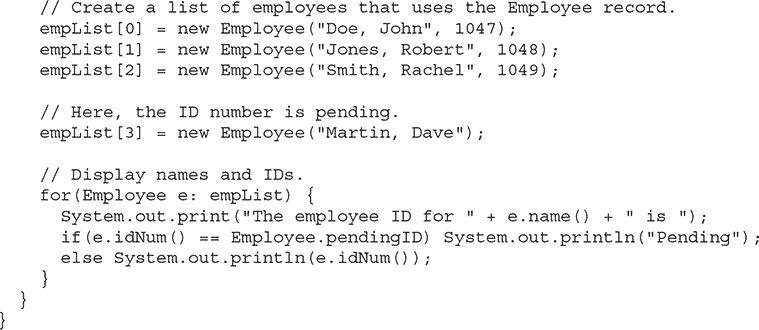 // Create a list of employees that uses the Employee record.
empList[0] = new Employee("Doe, John", 1047);
empList[1] = new Employee("Jones, Robert", 1048);
empList[2] = new Employee("Smith, Rachel", 1049);

// Here, the ID number is pending.
empList[3] = new Employee("Martin, Dave");

// Display names and IDs.
for(Employee e: empList) {
System.out.print("The employee ID for " + e.name() + " is ");
if(e.idNum() == Employee.pendingID) System.out.println("Pending");
else System.out.println(e.idNum());
}
}
}